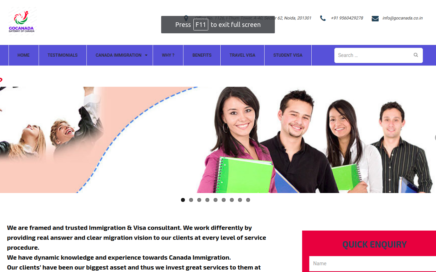 Press F11 to exit full screen
62, Noida, 201301
+91 9560429278
info@gocanada.co.in
GOCANADA
HOME
TESTIMONIALS
CANADA IMMIGRATION
WHY ?
BENEFITS
TRAVEL VISA
STUDENT VISA
Search ...
We are framed and trusted Immigration & Visa consultant. We work differently by
providing real answer and clear migration vision to our clients at every level of service
procedure.
We have dynamic knowledge and experience towards Canada Immigration.
Our clients' have been our biggest asset and thus we invest great services to them at
QUICK ENQUIRY
Name